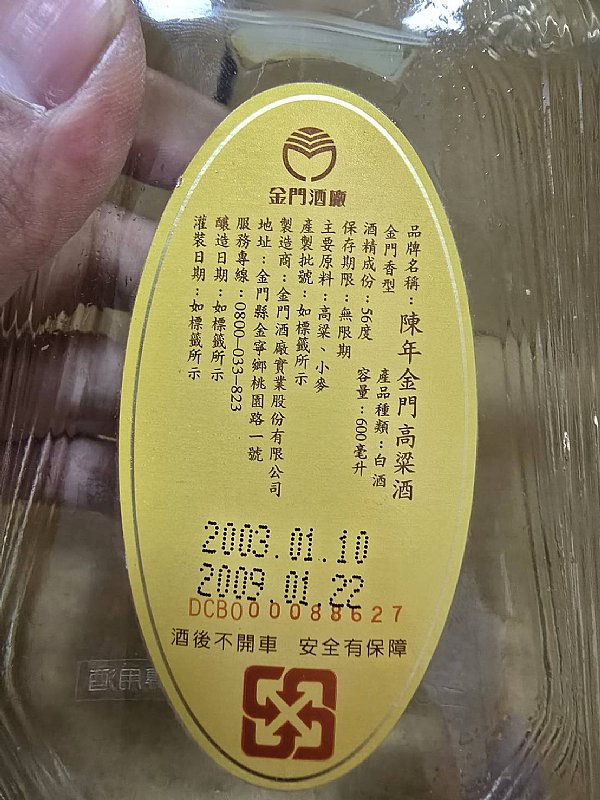 金門酒廠
品牌名稱：陳年金門高粱酒
金門香型　產品種類：白酒
酒精成份：56度　容量：600毫升
保存期限：無限期
主要原料：高粱、小麥
產製批號：如標籤所示
製造商：金門酒廠實業股份有限公司
地址：金門縣金寧鄉桃園路一號
服務專線：0800-033-823
釀造日期：如標籤所示
灌裝日期：如標籤所示
2003.01.10
2009.01.22
DCB000088627
酒後不開車　安全有保障